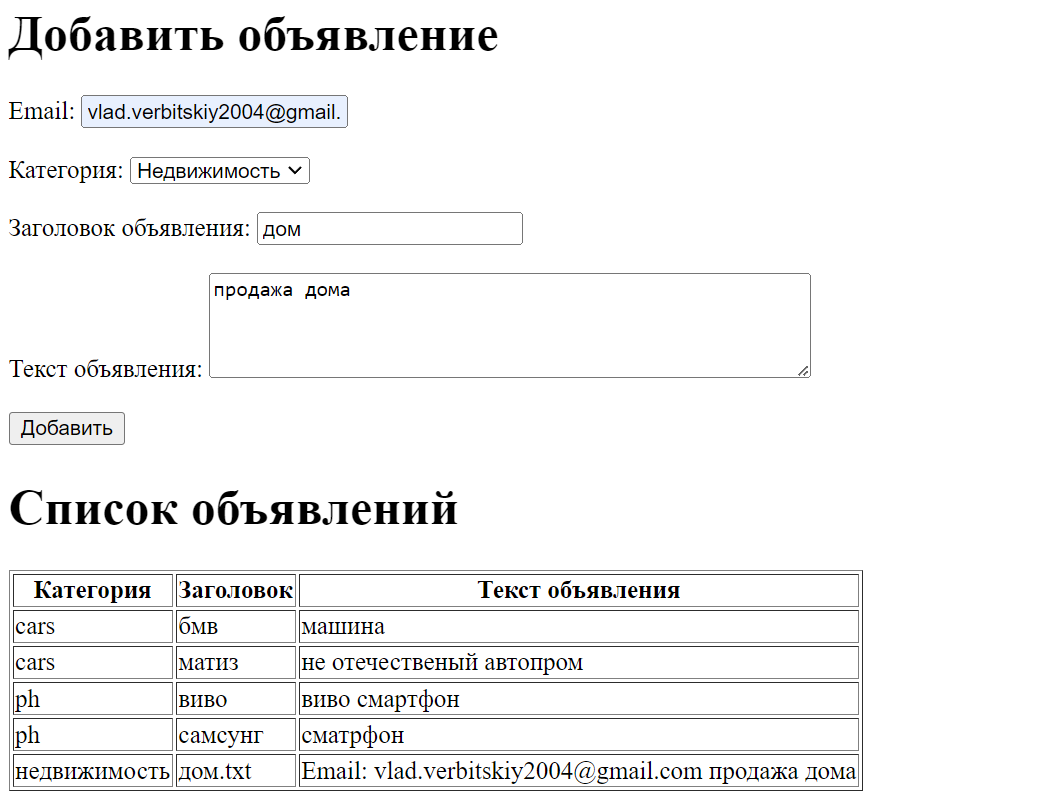 Добавить объявление
Email: vlad.verbitskiy2004@gmail.
Категория: Недвижимость
Заголовок объявления: дом
продажа дома
Текст объявления:
Добавить
Список объявлений
Категория Заголовок Текст объявления
cars бмв машина
cars матиз не отечественый автопром
ph виво виво смартфон
ph самсунг сматрфон
недвижимость дом.txt Email: vlad.verbitskiy2004@gmail.com продажа дома